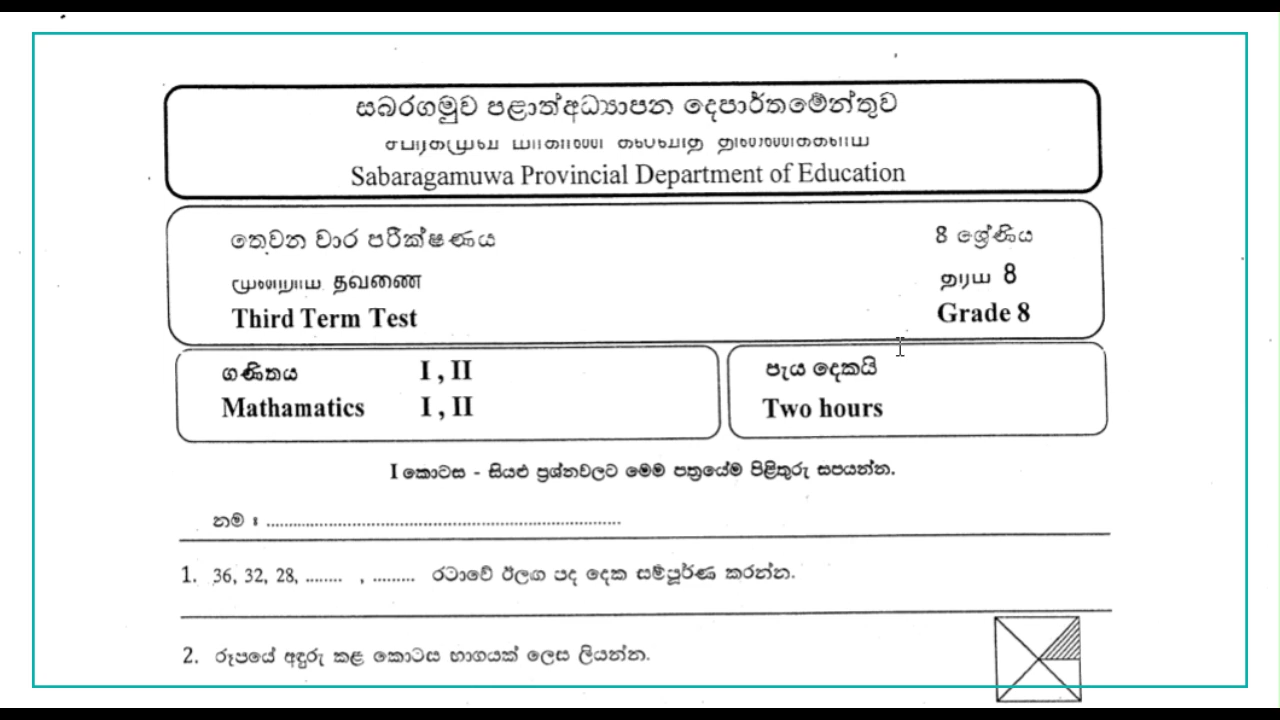 සබරගමුව පළාත්අධ්‍යාපන දෙපාර්තමේන්තුව
Sabaragamuwa Provincial Department of Education
තෙවන වාර පරීක්ෂණය 8 ශ්‍රේණිය
தவணை 8
Third Term Test Grade 8
ගණිතය I , II පැය දෙකයි
Mathamatics I , II Two hours
I කොටස - සියළු ප්‍රශ්නවලට මෙම පත්‍රයේම පිළිතුරු සපයන්න.
නම : ........................................................................
1. 36, 32, 28, ........ , ......... රටාවේ ඊලඟ පද දෙක සම්පූර්ණ කරන්න.
2. රූපයේ අඳුරු කළ කොටස භාගයක් ලෙස ලියන්න.